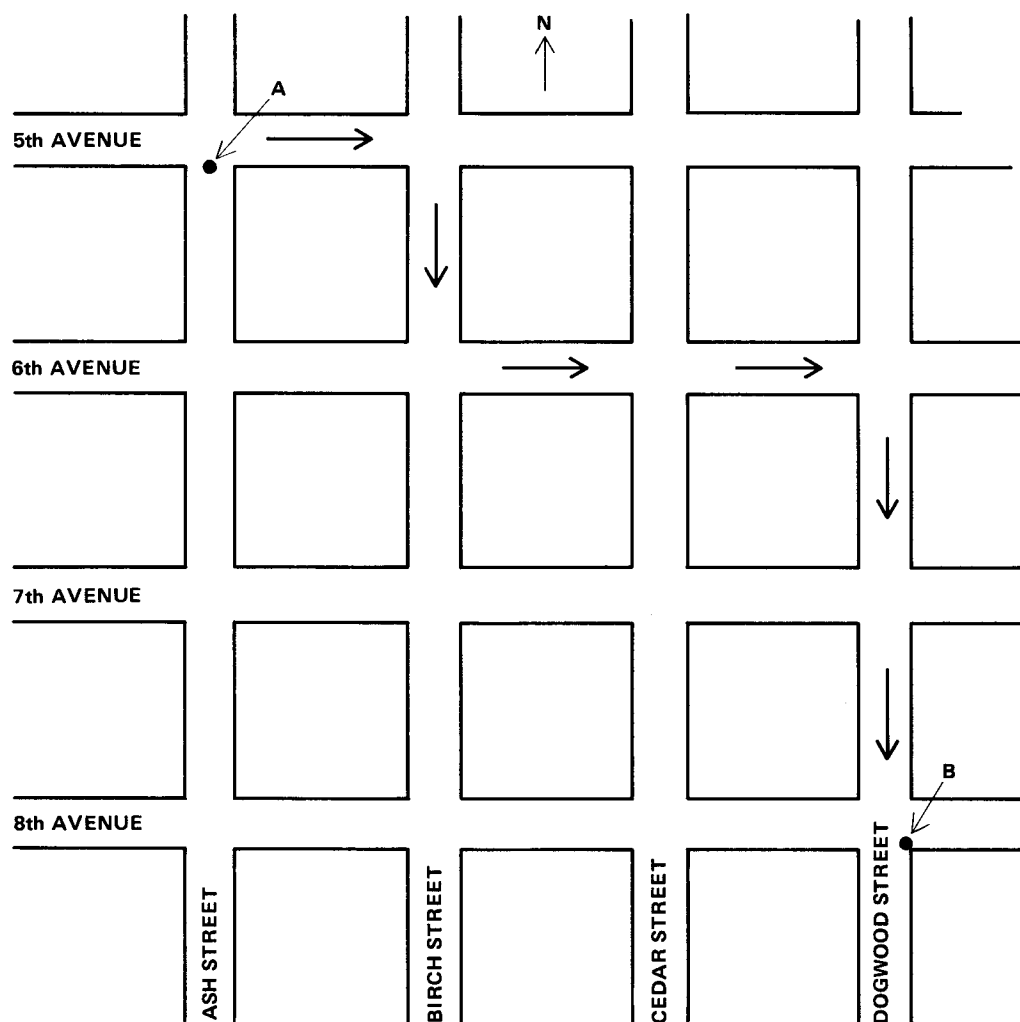 N
A
5th AVENUE
6th AVENUE
7th AVENUE
B
8th AVENUE
ASH STREET
BIRCH STREET
CEDAR STREET
DOGWOOD STREET